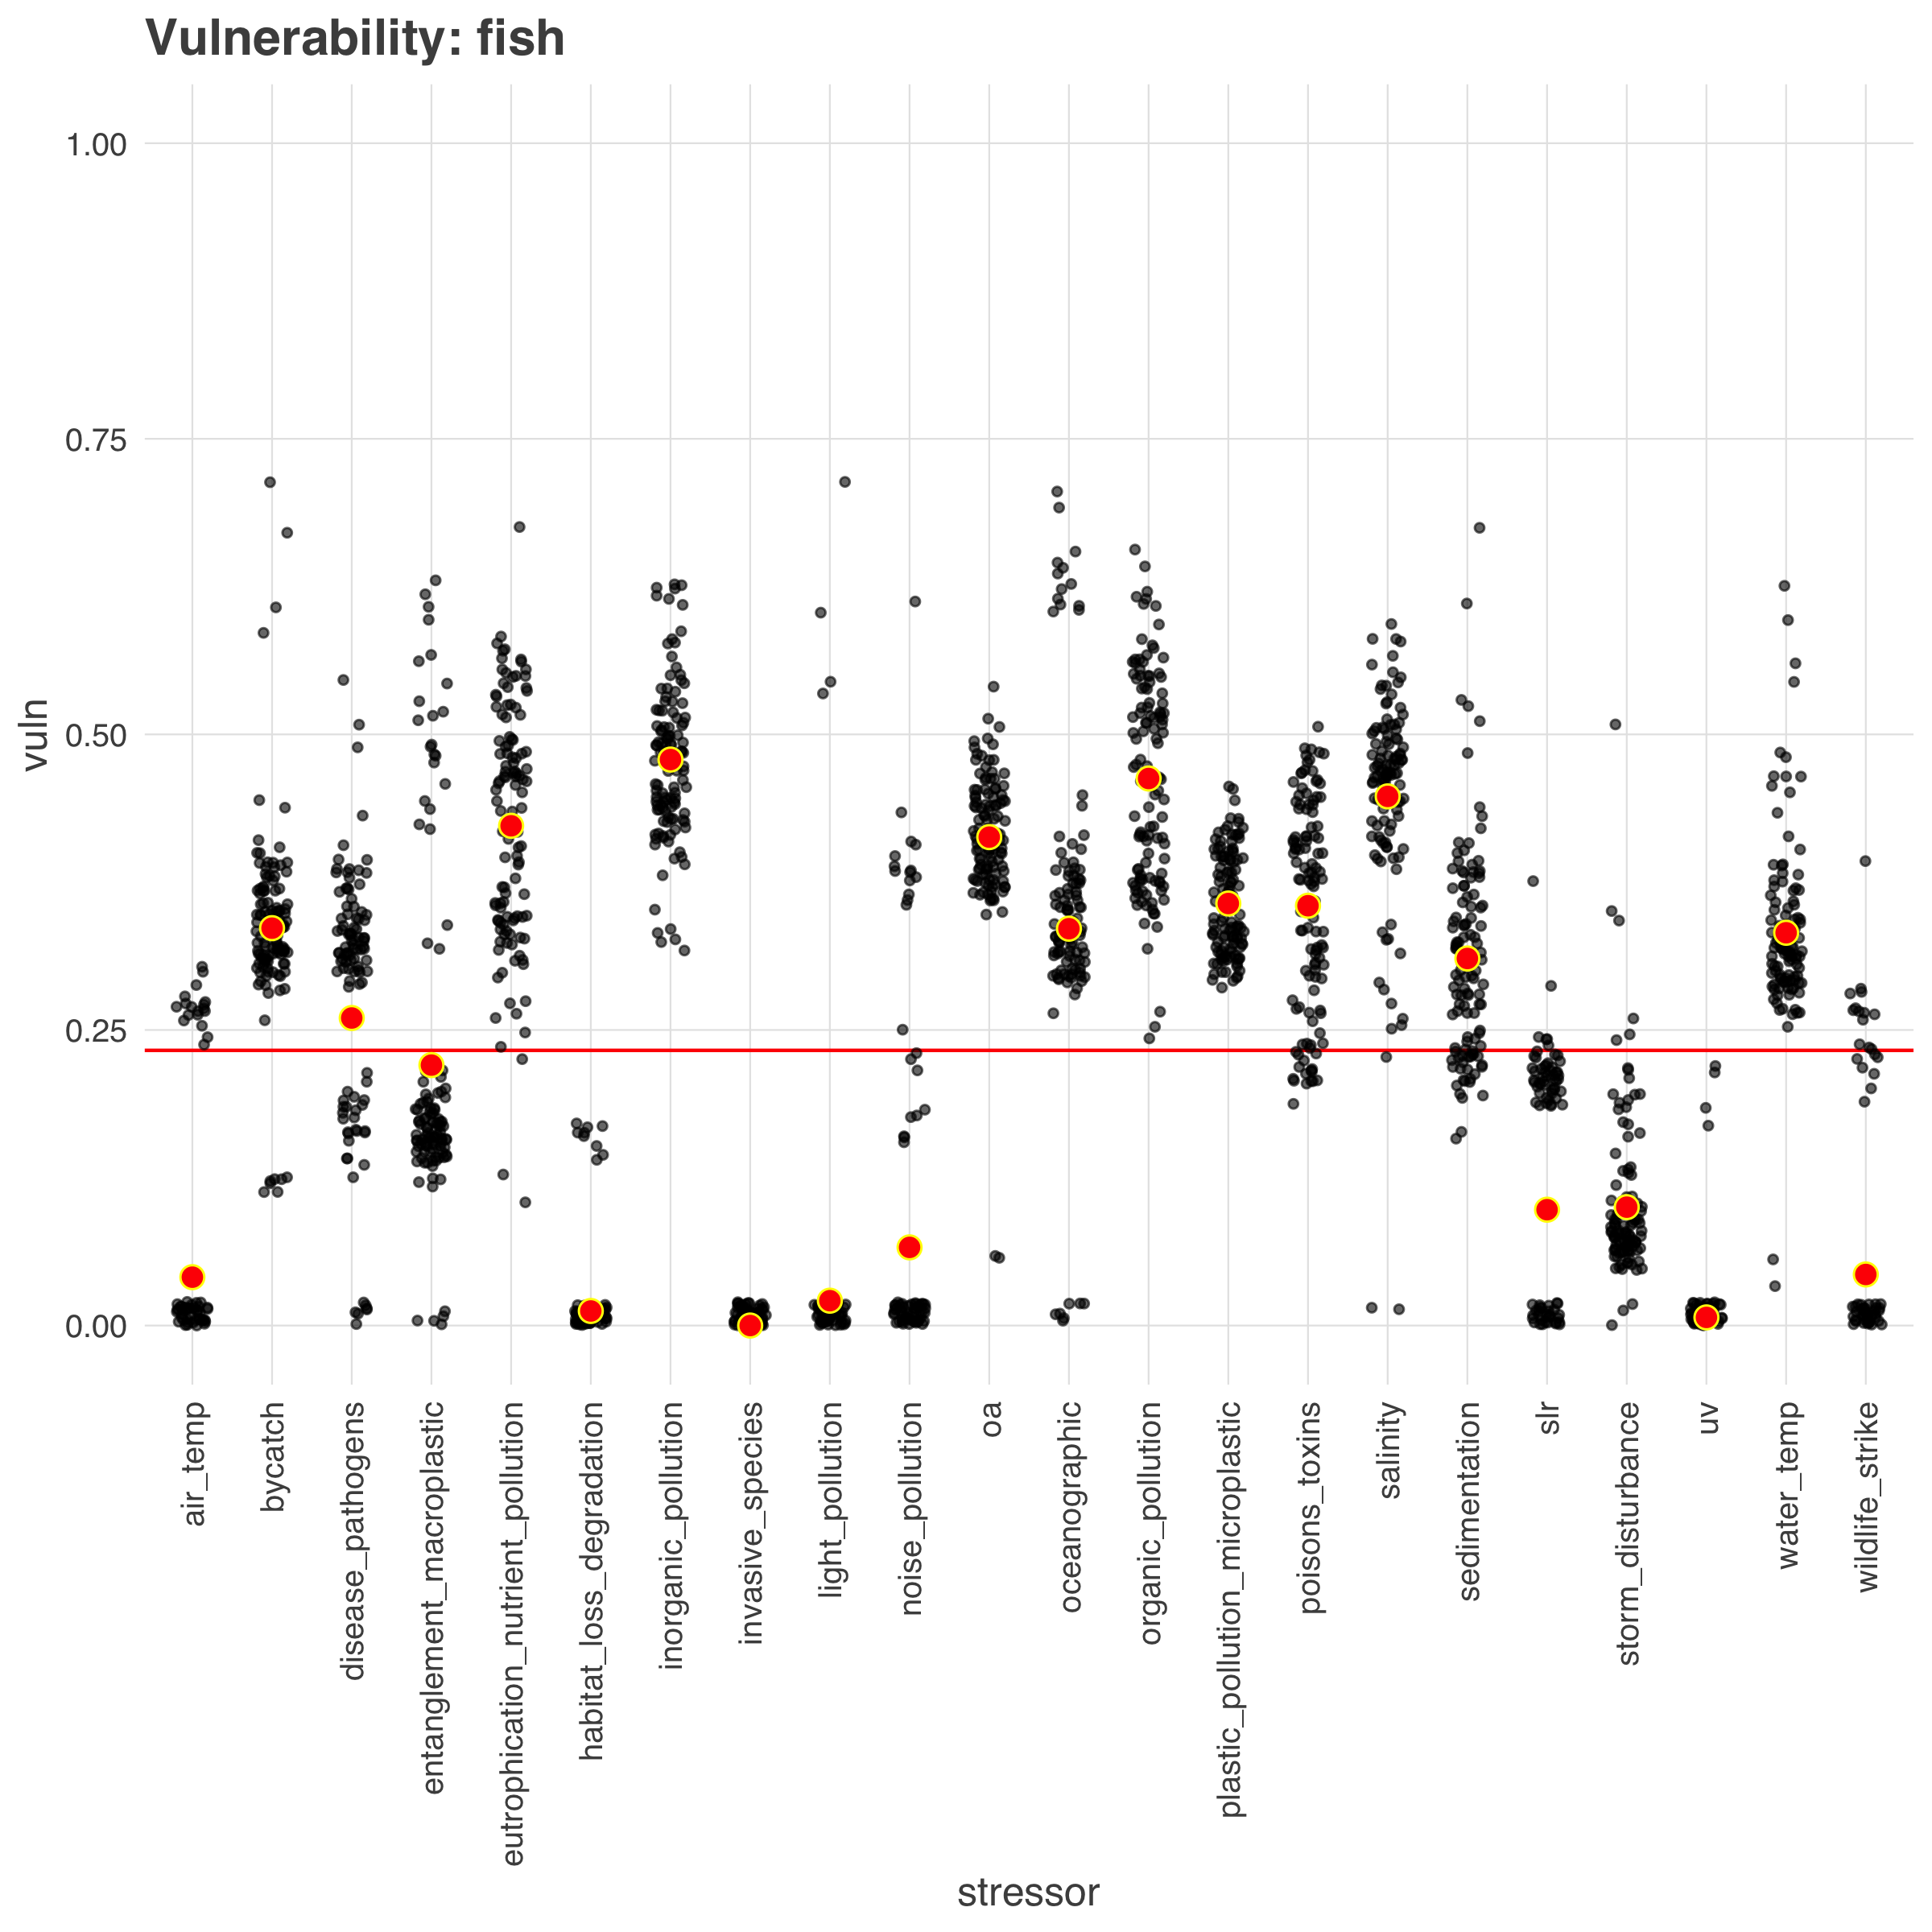 Vulnerability: fish
1.00
0.75
0.50
0.25
0.00
vuln
air_temp
bycatch
disease_pathogens
entanglement_macroplastic
eutrophication_nutrient_pollution
habitat_loss_degradation
inorganic_pollution
invasive_species
light_pollution
noise_pollution
oa
oceanographic
organic_pollution
plastic_pollution_microplastic
poisons_toxins
salinity
sedimentation
slr
storm_disturbance
uv
water_temp
wildlife_strike
stressor